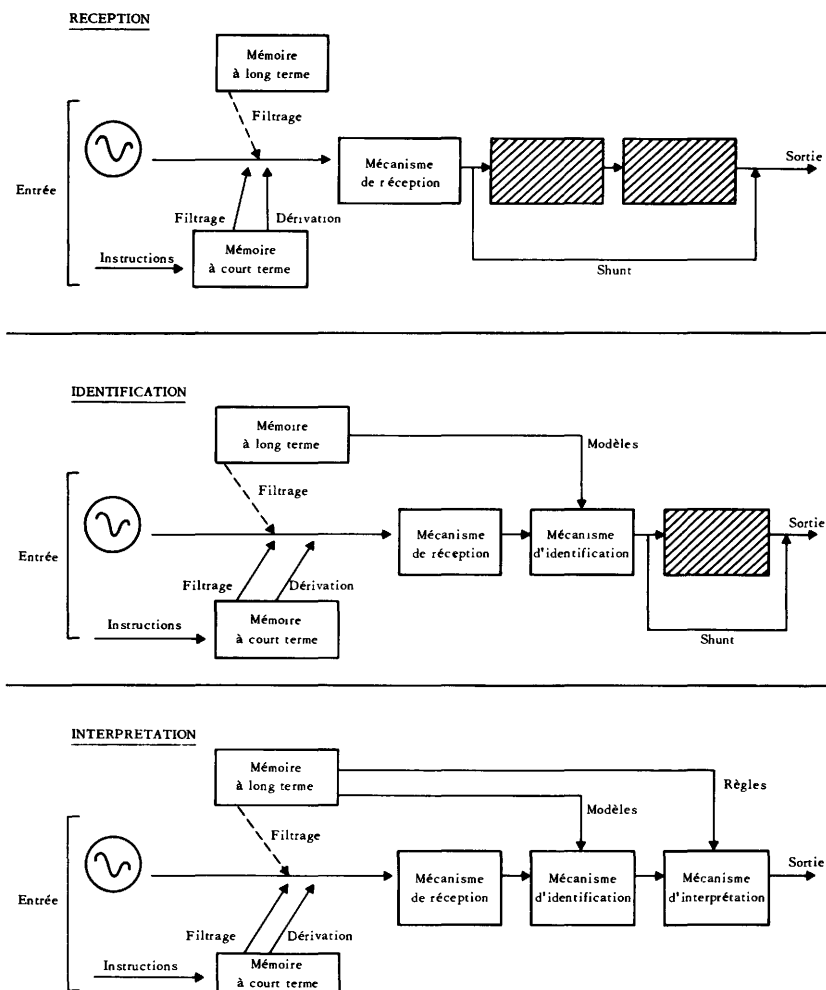 RECEPTION
Mémoire
à long terme
Filtrage
Entrée
Mécanisme
de réception
Sortie
Filtrage
Dérivation
Instructions
Mémoire
à court terme
Shunt
IDENTIFICATION
Mémoire
à long terme
Modèles
Filtrage
Entrée
Mécanisme
de réception
Mécanisme
d'identification
Sortie
Filtrage
Dérivation
Instructions
Mémoire
à court terme
Shunt
INTERPRETATION
Mémoire
à long terme
Règles
Modèles
Filtrage
Entrée
Mécanisme
de réception
Mécanisme
d'identification
Mécanisme
d'interprétation
Sortie
Filtrage
Dérivation
Instructions
Mémoire
à court terme